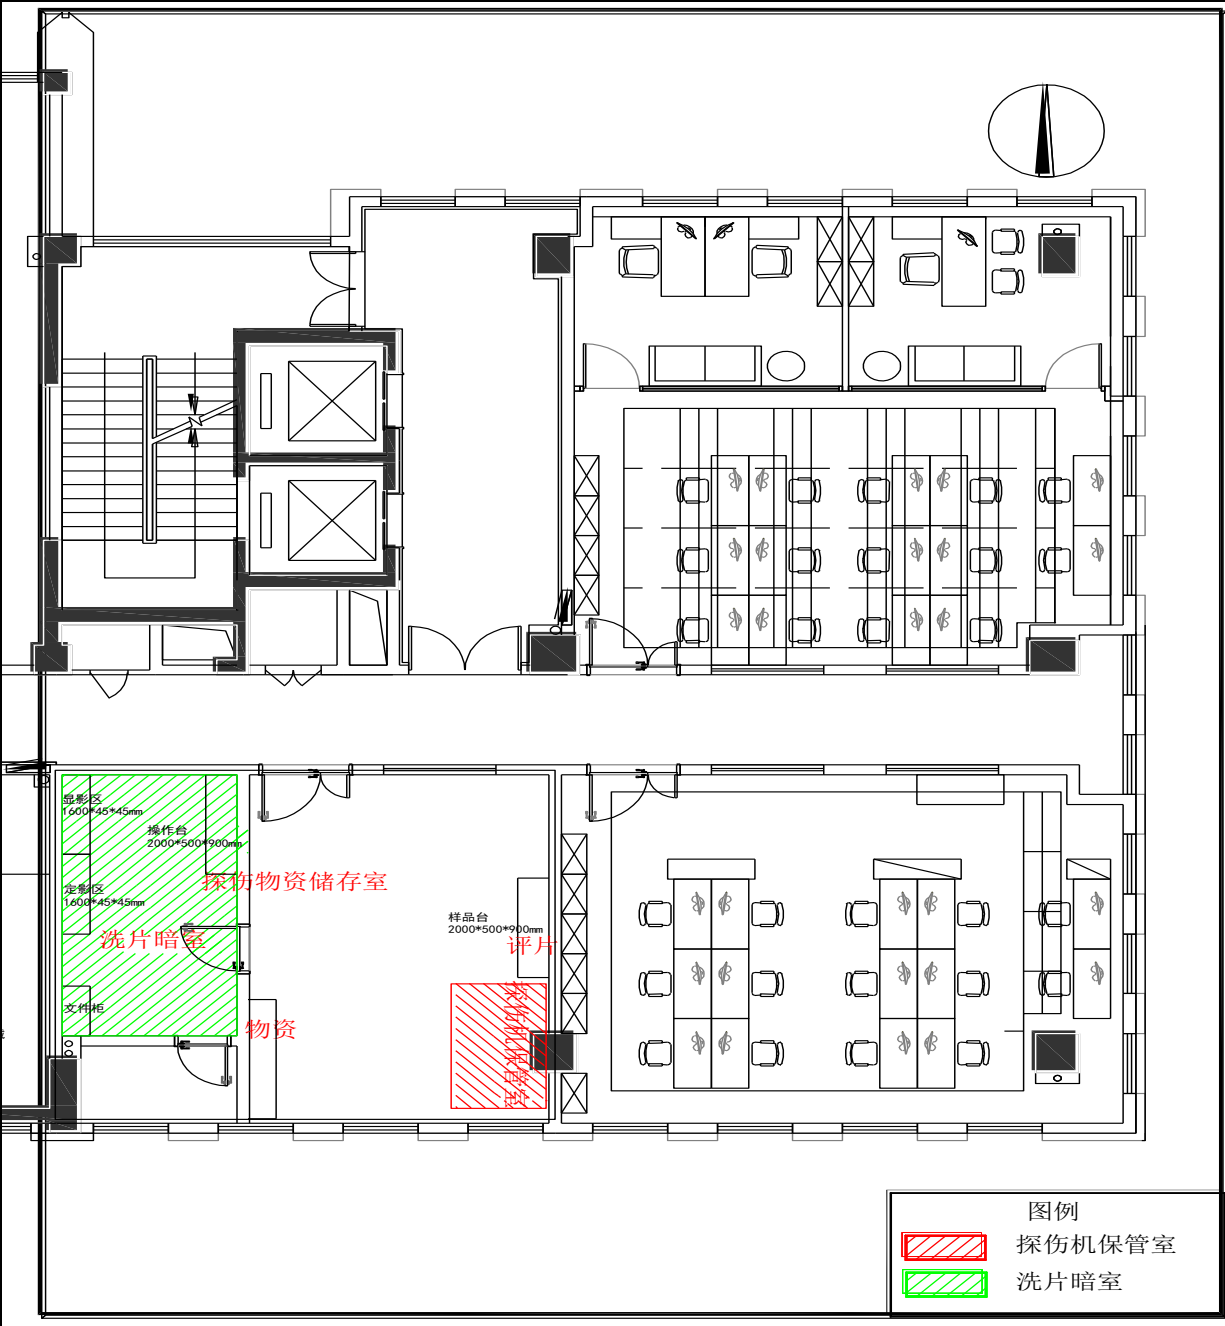 显影区
1600*45*45mm
操作台
2000*500*900mm
探伤物资储存室
定影区
1600*45*45mm
样品台
2000*500*900mm
洗片暗室
评片
文件柜
物资
探伤机保管室
图例
探伤机保管室
洗片暗室